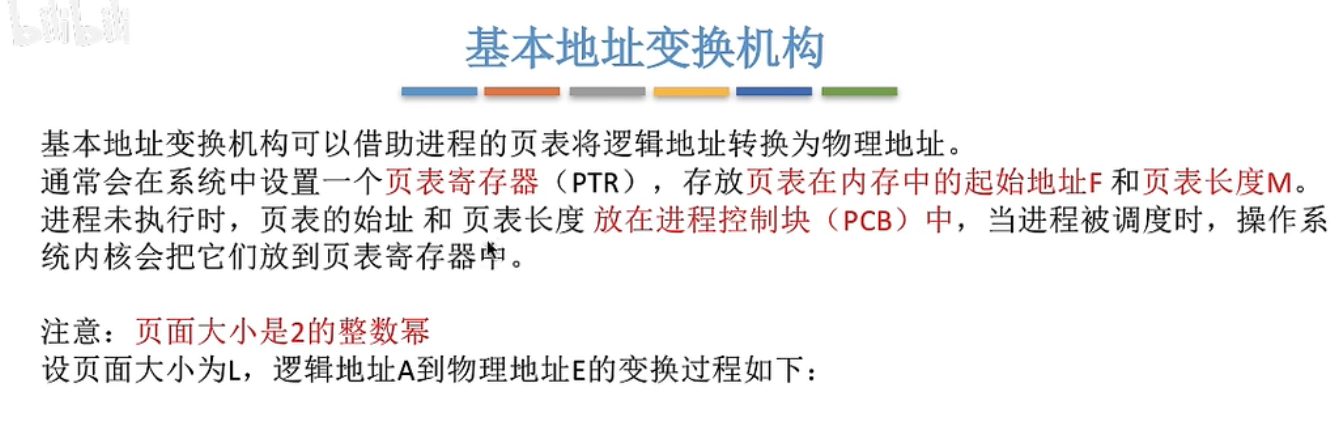 bilibili
基本地址变换机构
基本地址变换机构可以借助进程的页表将逻辑地址转换为物理地址。
通常会在系统中设置一个页表寄存器（PTR），存放页表在内存中的起始地址F 和页表长度M。
进程未执行时，页表的始址 和 页表长度 放在进程控制块（PCB）中，当进程被调度时，操作系
统内核会把它们放到页表寄存器中。
注意：页面大小是2的整数幂
设页面大小为L，逻辑地址A到物理地址E的变换过程如下：